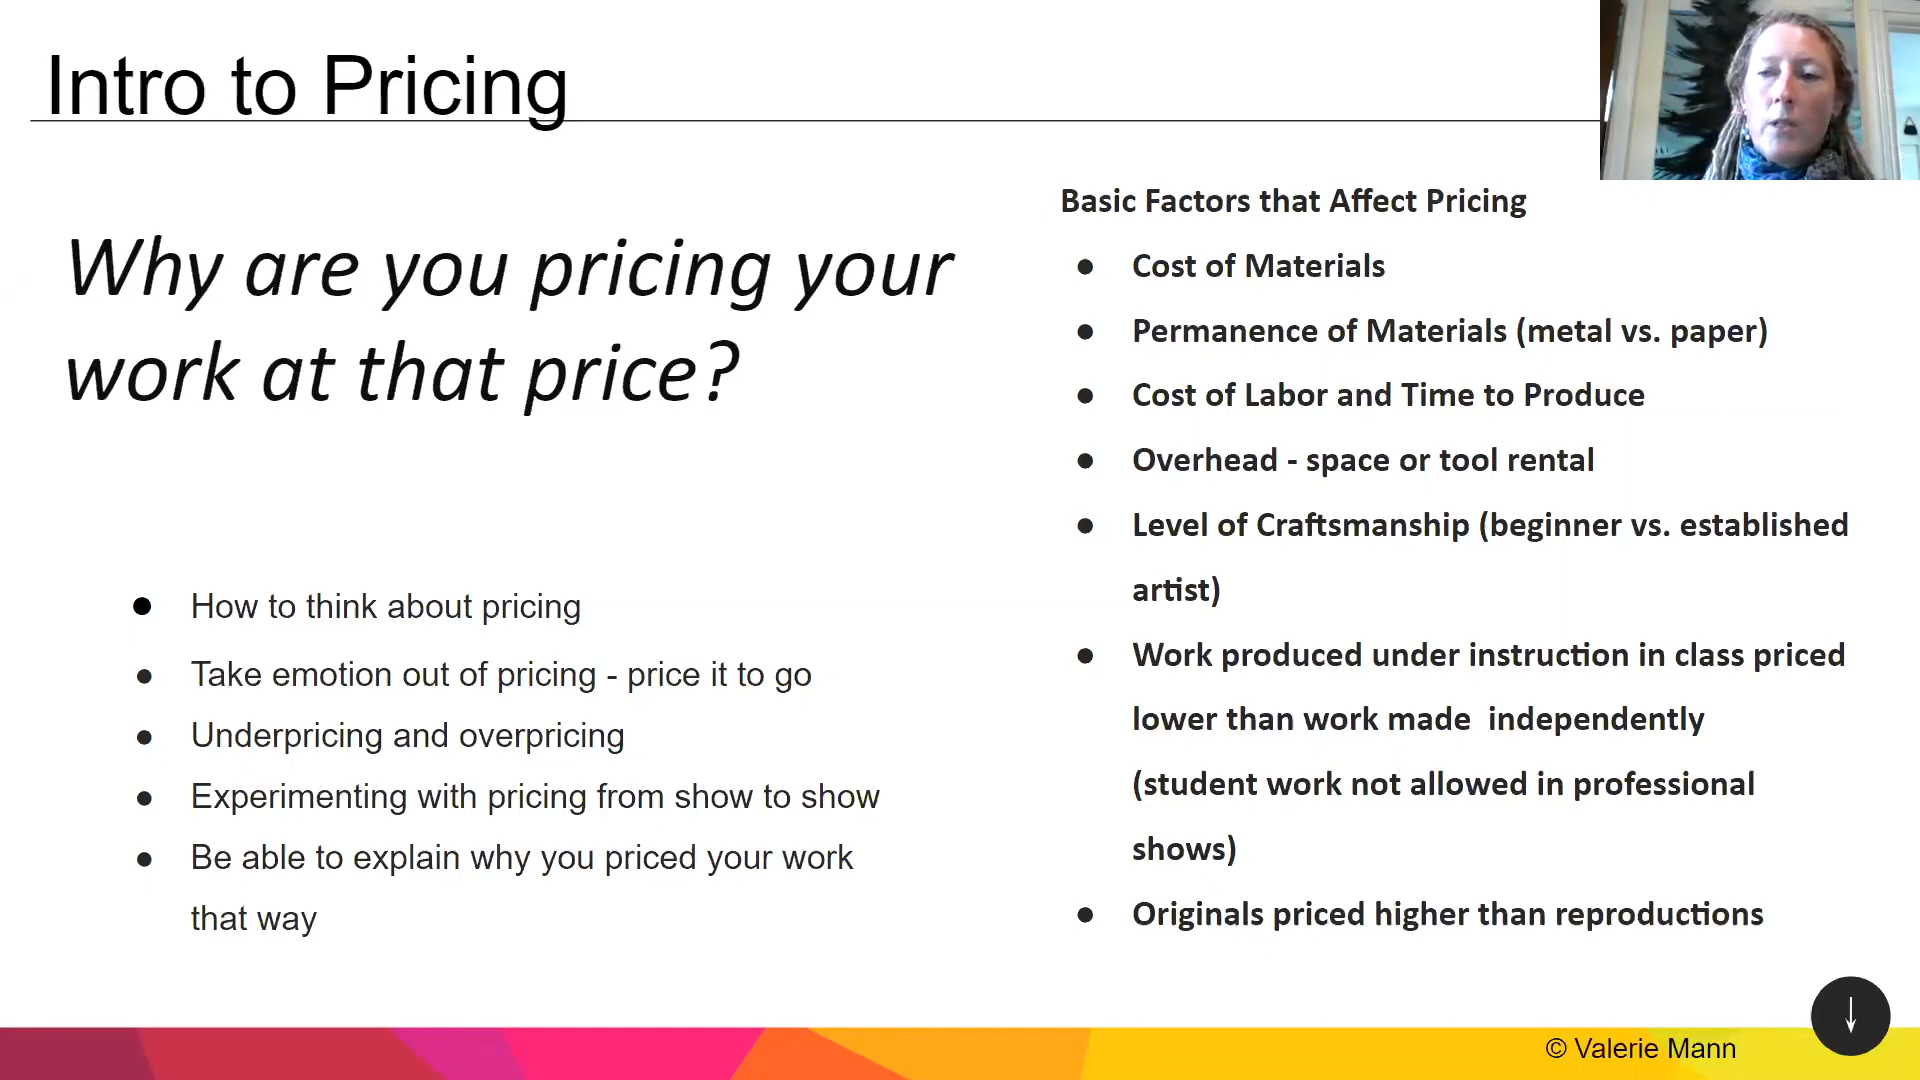 Intro to Pricing
Why are you pricing your
work at that price?
● How to think about pricing
● Take emotion out of pricing - price it to go
● Underpricing and overpricing
● Experimenting with pricing from show to show
● Be able to explain why you priced your work
that way
Basic Factors that Affect Pricing
● Cost of Materials
● Permanence of Materials (metal vs. paper)
● Cost of Labor and Time to Produce
● Overhead - space or tool rental
● Level of Craftsmanship (beginner vs. established
artist)
● Work produced under instruction in class priced
lower than work made  independently
(student work not allowed in professional
shows)
● Originals priced higher than reproductions
© Valerie Mann